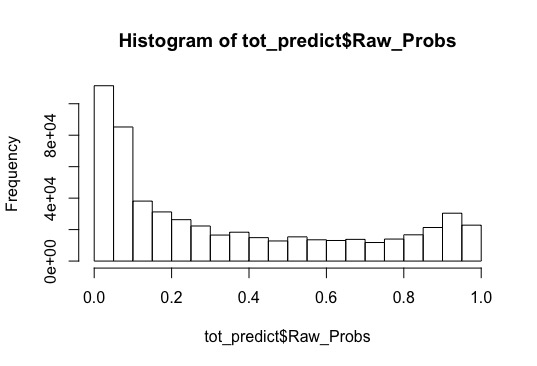 Histogram of tot_predict$Raw_Probs
Frequency
8e+04
4e+04
0e+00
0.0 0.2 0.4 0.6 0.8 1.0
tot_predict$Raw_Probs